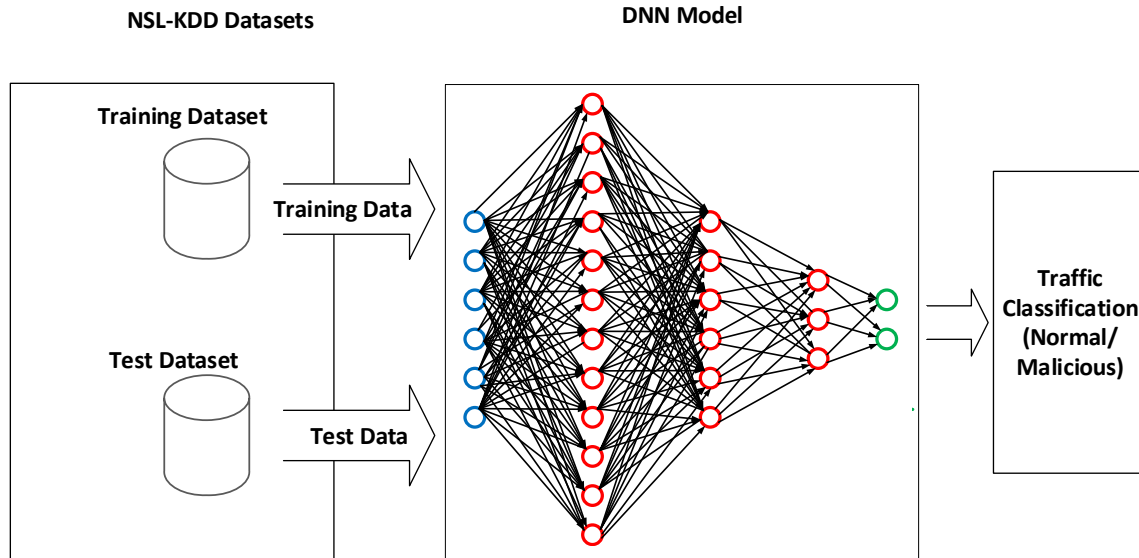 NSL-KDD Datasets
DNN Model
Training Dataset
Training Data
Test Dataset
Test Data
Traffic
Classification
(Normal/
Malicious)